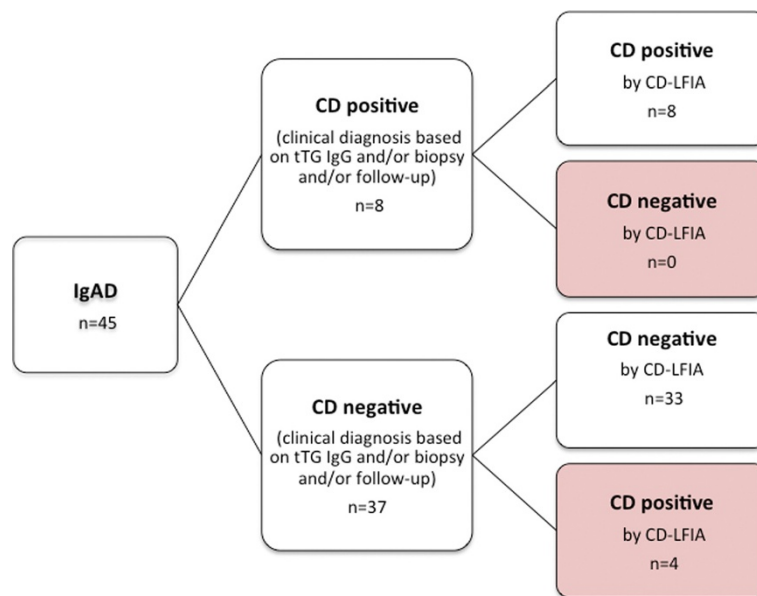 IgAD
n=45
CD positive
(clinical diagnosis based
on tTG IgG and/or biopsy
and/or follow-up)
n=8
CD negative
(clinical diagnosis based
on tTG IgG and/or biopsy
and/or follow-up)
n=37
CD positive
by CD-LFIA
n=8
CD negative
by CD-LFIA
n=0
CD negative
by CD-LFIA
n=33
CD positive
by CD-LFIA
n=4